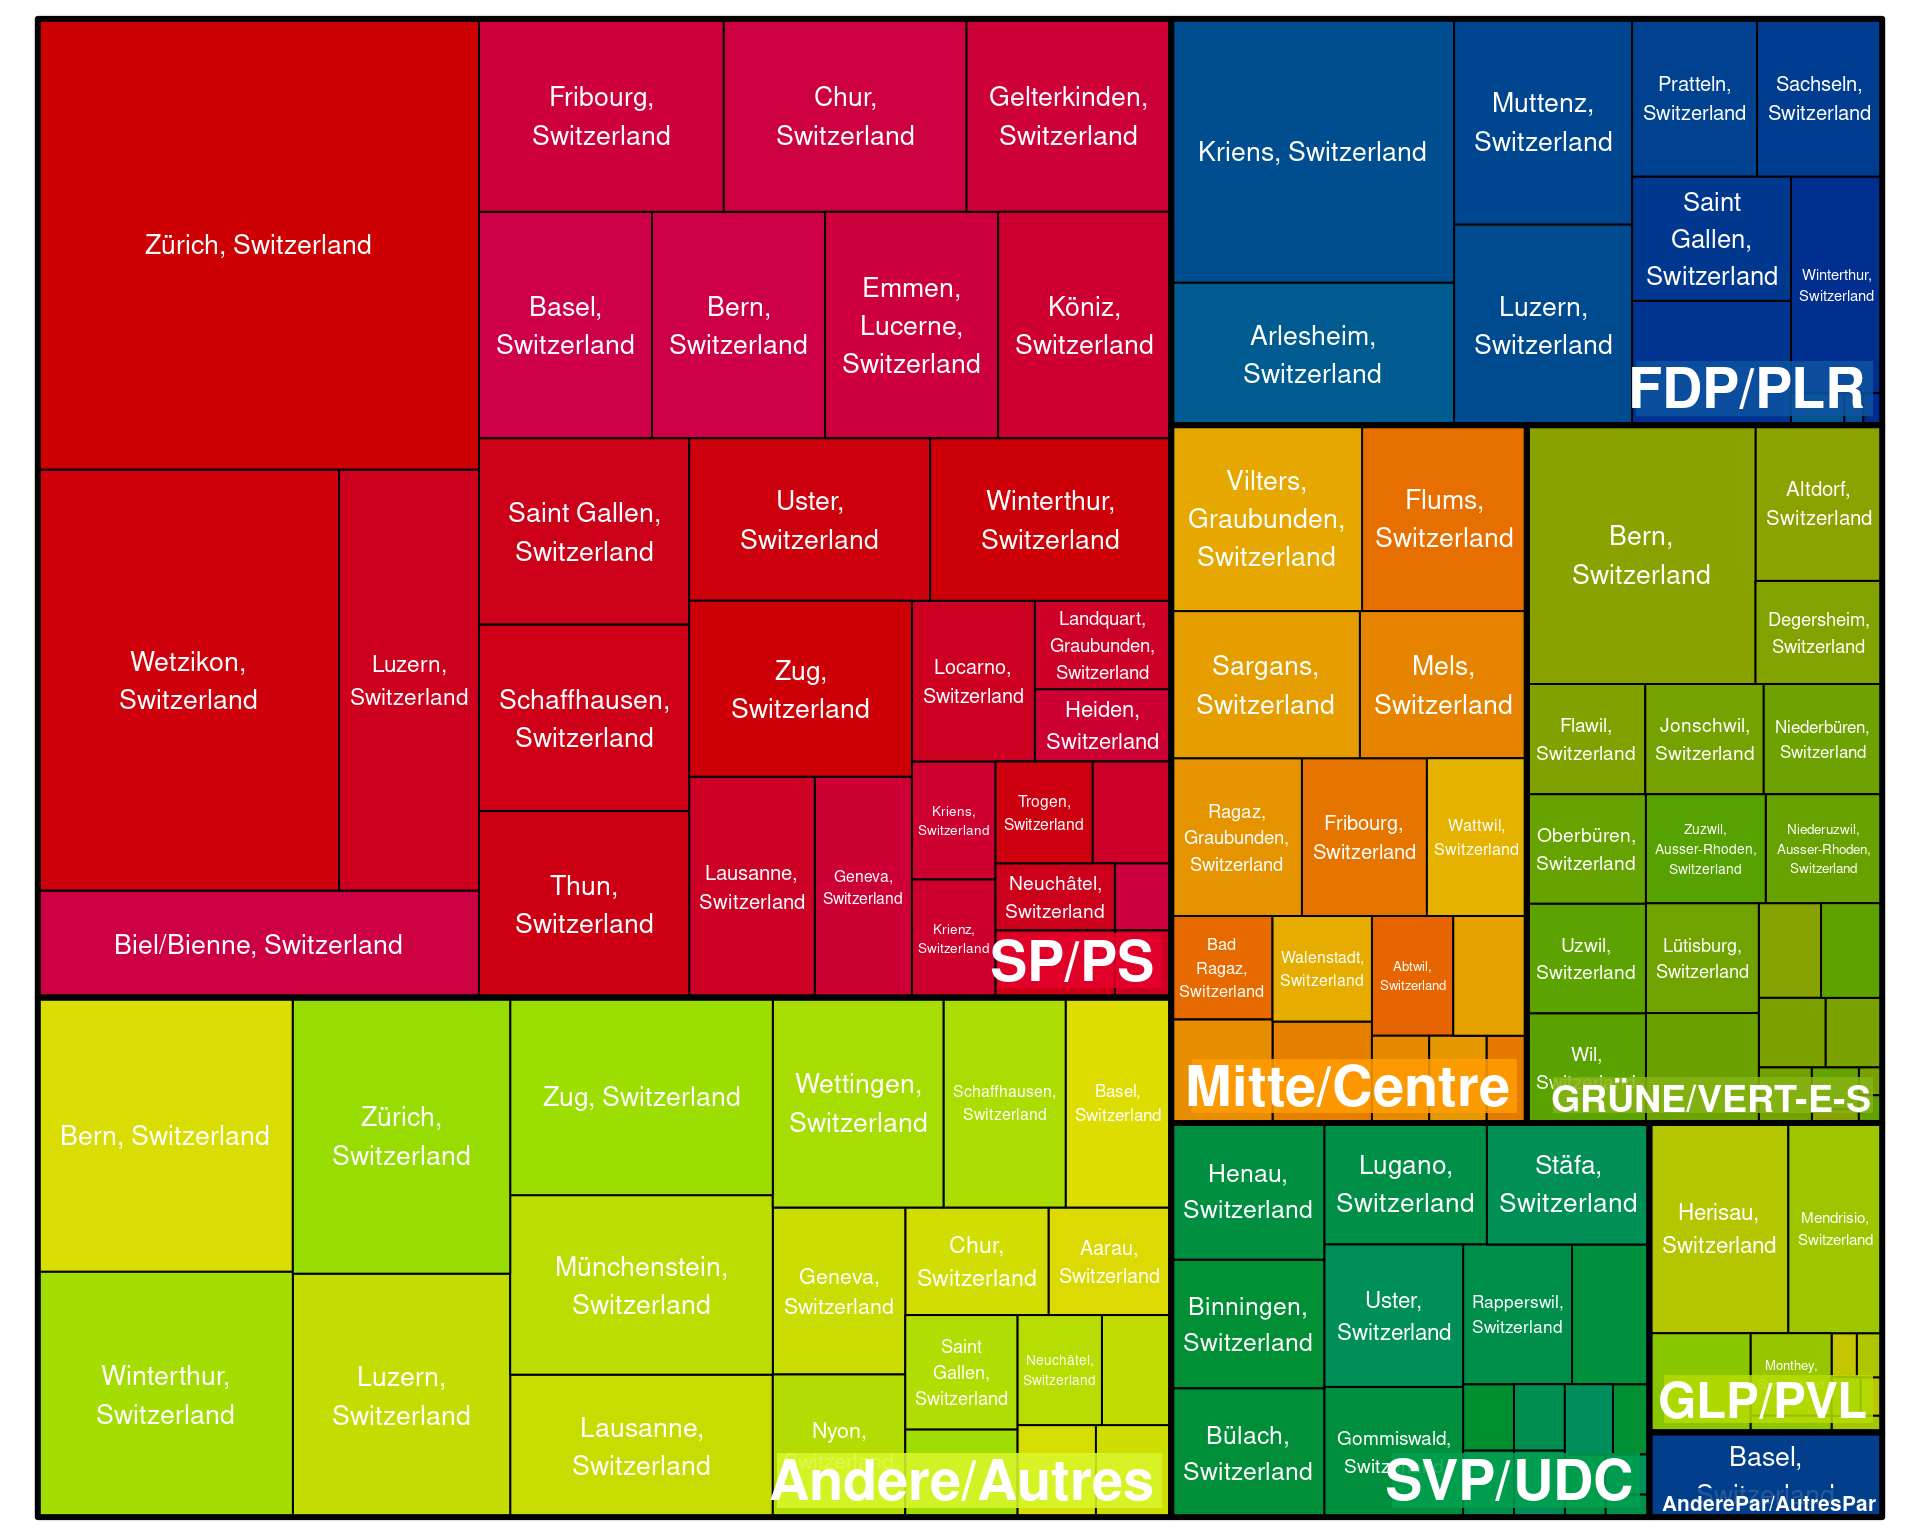 Zürich, Switzerland
Fribourg,
Switzerland
Chur,
Switzerland
Gelterkinden,
Switzerland
Basel,
Switzerland
Bern,
Switzerland
Emmen,
Lucerne,
Switzerland
Köniz,
Switzerland
Wetzikon,
Switzerland
Luzern,
Switzerland
Biel/Bienne, Switzerland
Saint Gallen,
Switzerland
Uster,
Switzerland
Winterthur,
Switzerland
Schaffhausen,
Switzerland
Thun,
Switzerland
Zug,
Switzerland
Locarno,
Switzerland
Landquart,
Graubunden,
Switzerland
Heiden,
Switzerland
Lausanne,
Switzerland
Geneva,
Switzerland
Kriens,
Switzerland
Trogen,
Switzerland
Krienz,
Switzerland
Neuchâtel,
Switzerland
SP/PS
Kriens, Switzerland
Arlesheim,
Switzerland
Muttenz,
Switzerland
Luzern,
Switzerland
Pratteln,
Switzerland
Sachseln,
Switzerland
Saint
Gallen,
Switzerland
Winterthur,
Switzerland
FDP/PLR
Vilters,
Graubunden,
Switzerland
Flums,
Switzerland
Sargans,
Switzerland
Mels,
Switzerland
Ragaz,
Graubunden,
Switzerland
Fribourg,
Switzerland
Wattwil,
Switzerland
Bad
Ragaz,
Switzerland
Walenstadt,
Switzerland
Abtwil,
Switzerland
Mitte/Centre
Bern,
Switzerland
Altdorf,
Switzerland
Degersheim,
Switzerland
Flawil,
Switzerland
Jonschwil,
Switzerland
Niederbüren,
Switzerland
Oberbüren,
Switzerland
Zuzwil,
Ausser-Rhoden,
Switzerland
Niederuzwil,
Ausser-Rhoden,
Switzerland
Uzwil,
Switzerland
Lütisburg,
Switzerland
Wil,
Switzerland
GRÜNE/VERT-E-S
Bern, Switzerland
Zürich,
Switzerland
Winterthur,
Switzerland
Luzern,
Switzerland
Zug, Switzerland
Münchenstein,
Switzerland
Lausanne,
Switzerland
Wettingen,
Switzerland
Schaffhausen,
Switzerland
Basel,
Switzerland
Geneva,
Switzerland
Chur,
Switzerland
Aarau,
Switzerland
Saint
Gallen,
Switzerland
Neuchâtel,
Switzerland
Nyon,
Switzerland
Andere/Autres
Henau,
Switzerland
Lugano,
Switzerland
Stäfa,
Switzerland
Binningen,
Switzerland
Uster,
Switzerland
Rapperswil,
Switzerland
Bülach,
Switzerland
Gommiswald,
Switzerland
SVP/UDC
Herisau,
Switzerland
Mendrisio,
Switzerland
Monthey,
GLP/PVL
Basel,
Switzerland
AnderePar/AutresPar